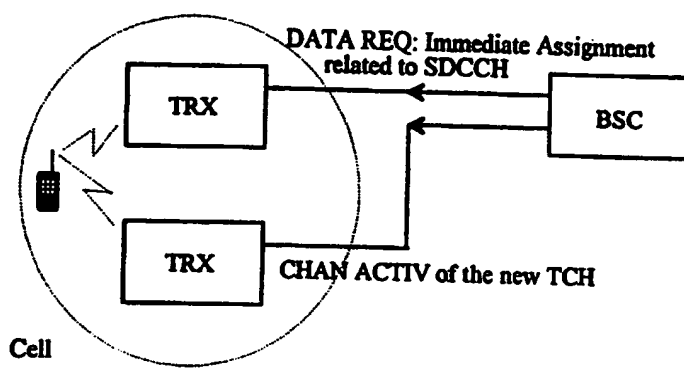 DATA REQ: Immediate Assignment
related to SDCCH
TRX
BSC
TRX
CHAN ACTIV of the new TCH
Cell